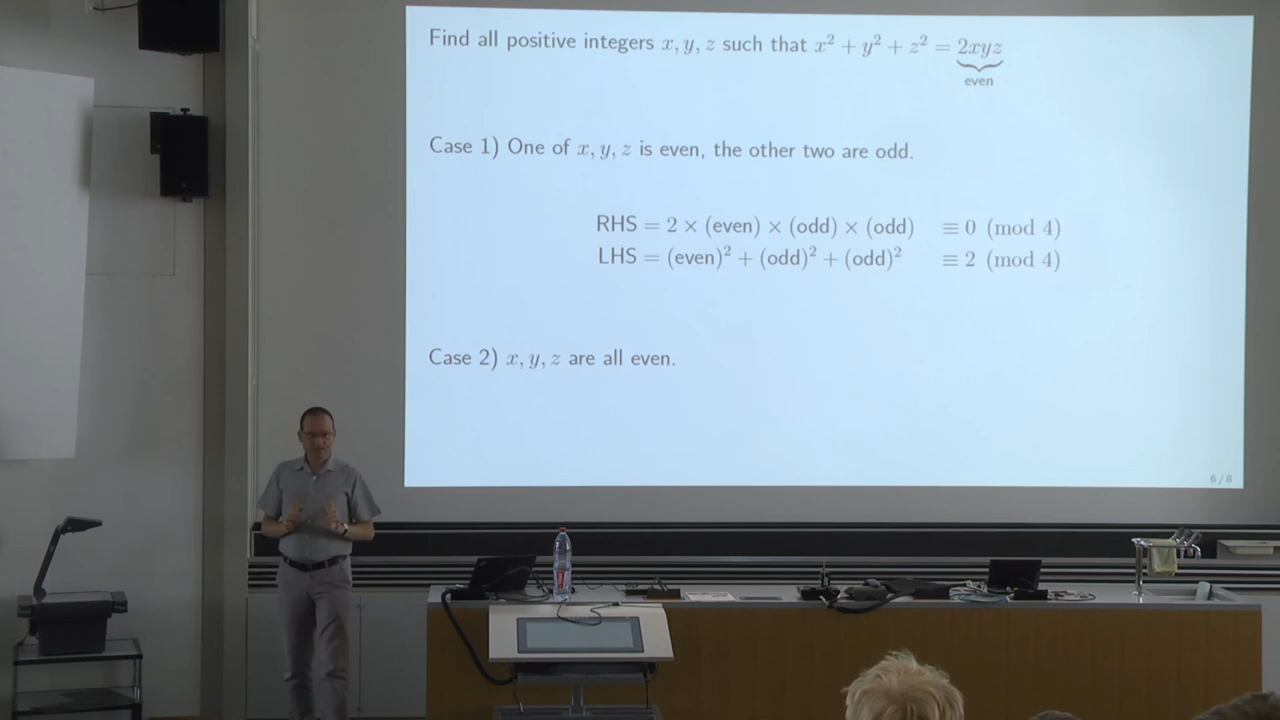 Find all positive integers x, y, z such that x² + y² + z² = 2xyz
even
Case 1) One of x, y, z is even, the other two are odd.
RHS = 2 × (even) × (odd) × (odd) ≡ 0 (mod 4)
LHS = (even)² + (odd)² + (odd)² ≡ 2 (mod 4)
Case 2) x, y, z are all even.
6 / 8